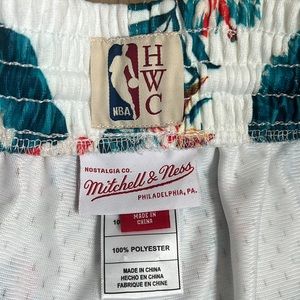 NBA
HWC
NOSTALGIA CO.
Mitchell & Ness
PHILADELPHIA, PA.
MADE IN
CHINA
100% POLYESTER
MADE IN CHINA
HECHO EN CHINA
FABRIQUE EN CHINE